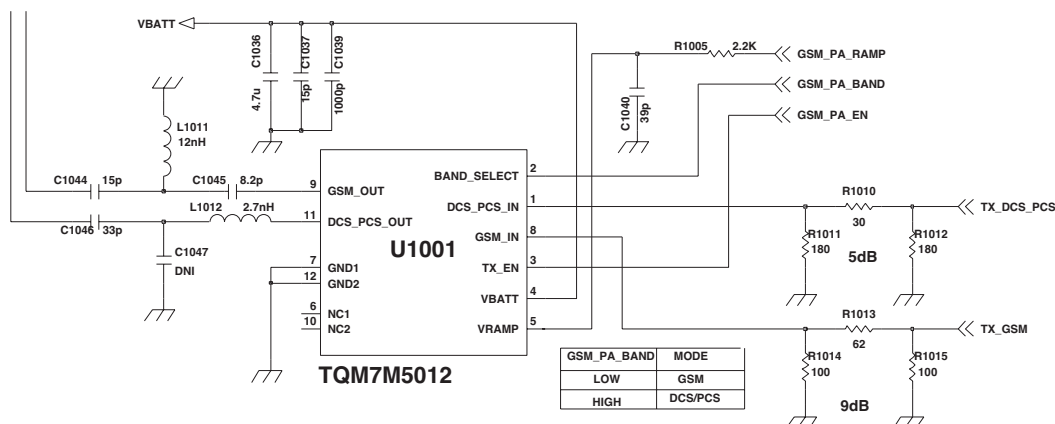 VBATT
C1036
4.7u
C1037
15p
C1039
1000p
R1005
2.2K
GSM_PA_RAMP
GSM_PA_BAND
GSM_PA_EN
C1040
39p
L1011
12nH
C1044
15p
C1045
8.2p
9
GSM_OUT
L1012
2.7nH
11
DCS_PCS_OUT
C1046
33p
C1047
DNI
U1001
7
GND1
12
GND2
6
NC1
10
NC2
BAND_SELECT
2
DCS_PCS_IN
1
GSM_IN
8
TX_EN
3
VBATT
4
VRAMP
5
TQM7M5012
R1010
30
TX_DCS_PCS
R1011
180
R1012
180
5dB
R1013
62
TX_GSM
R1014
100
R1015
100
9dB
GSM_PA_BAND MODE
LOW GSM
HIGH DCS/PCS